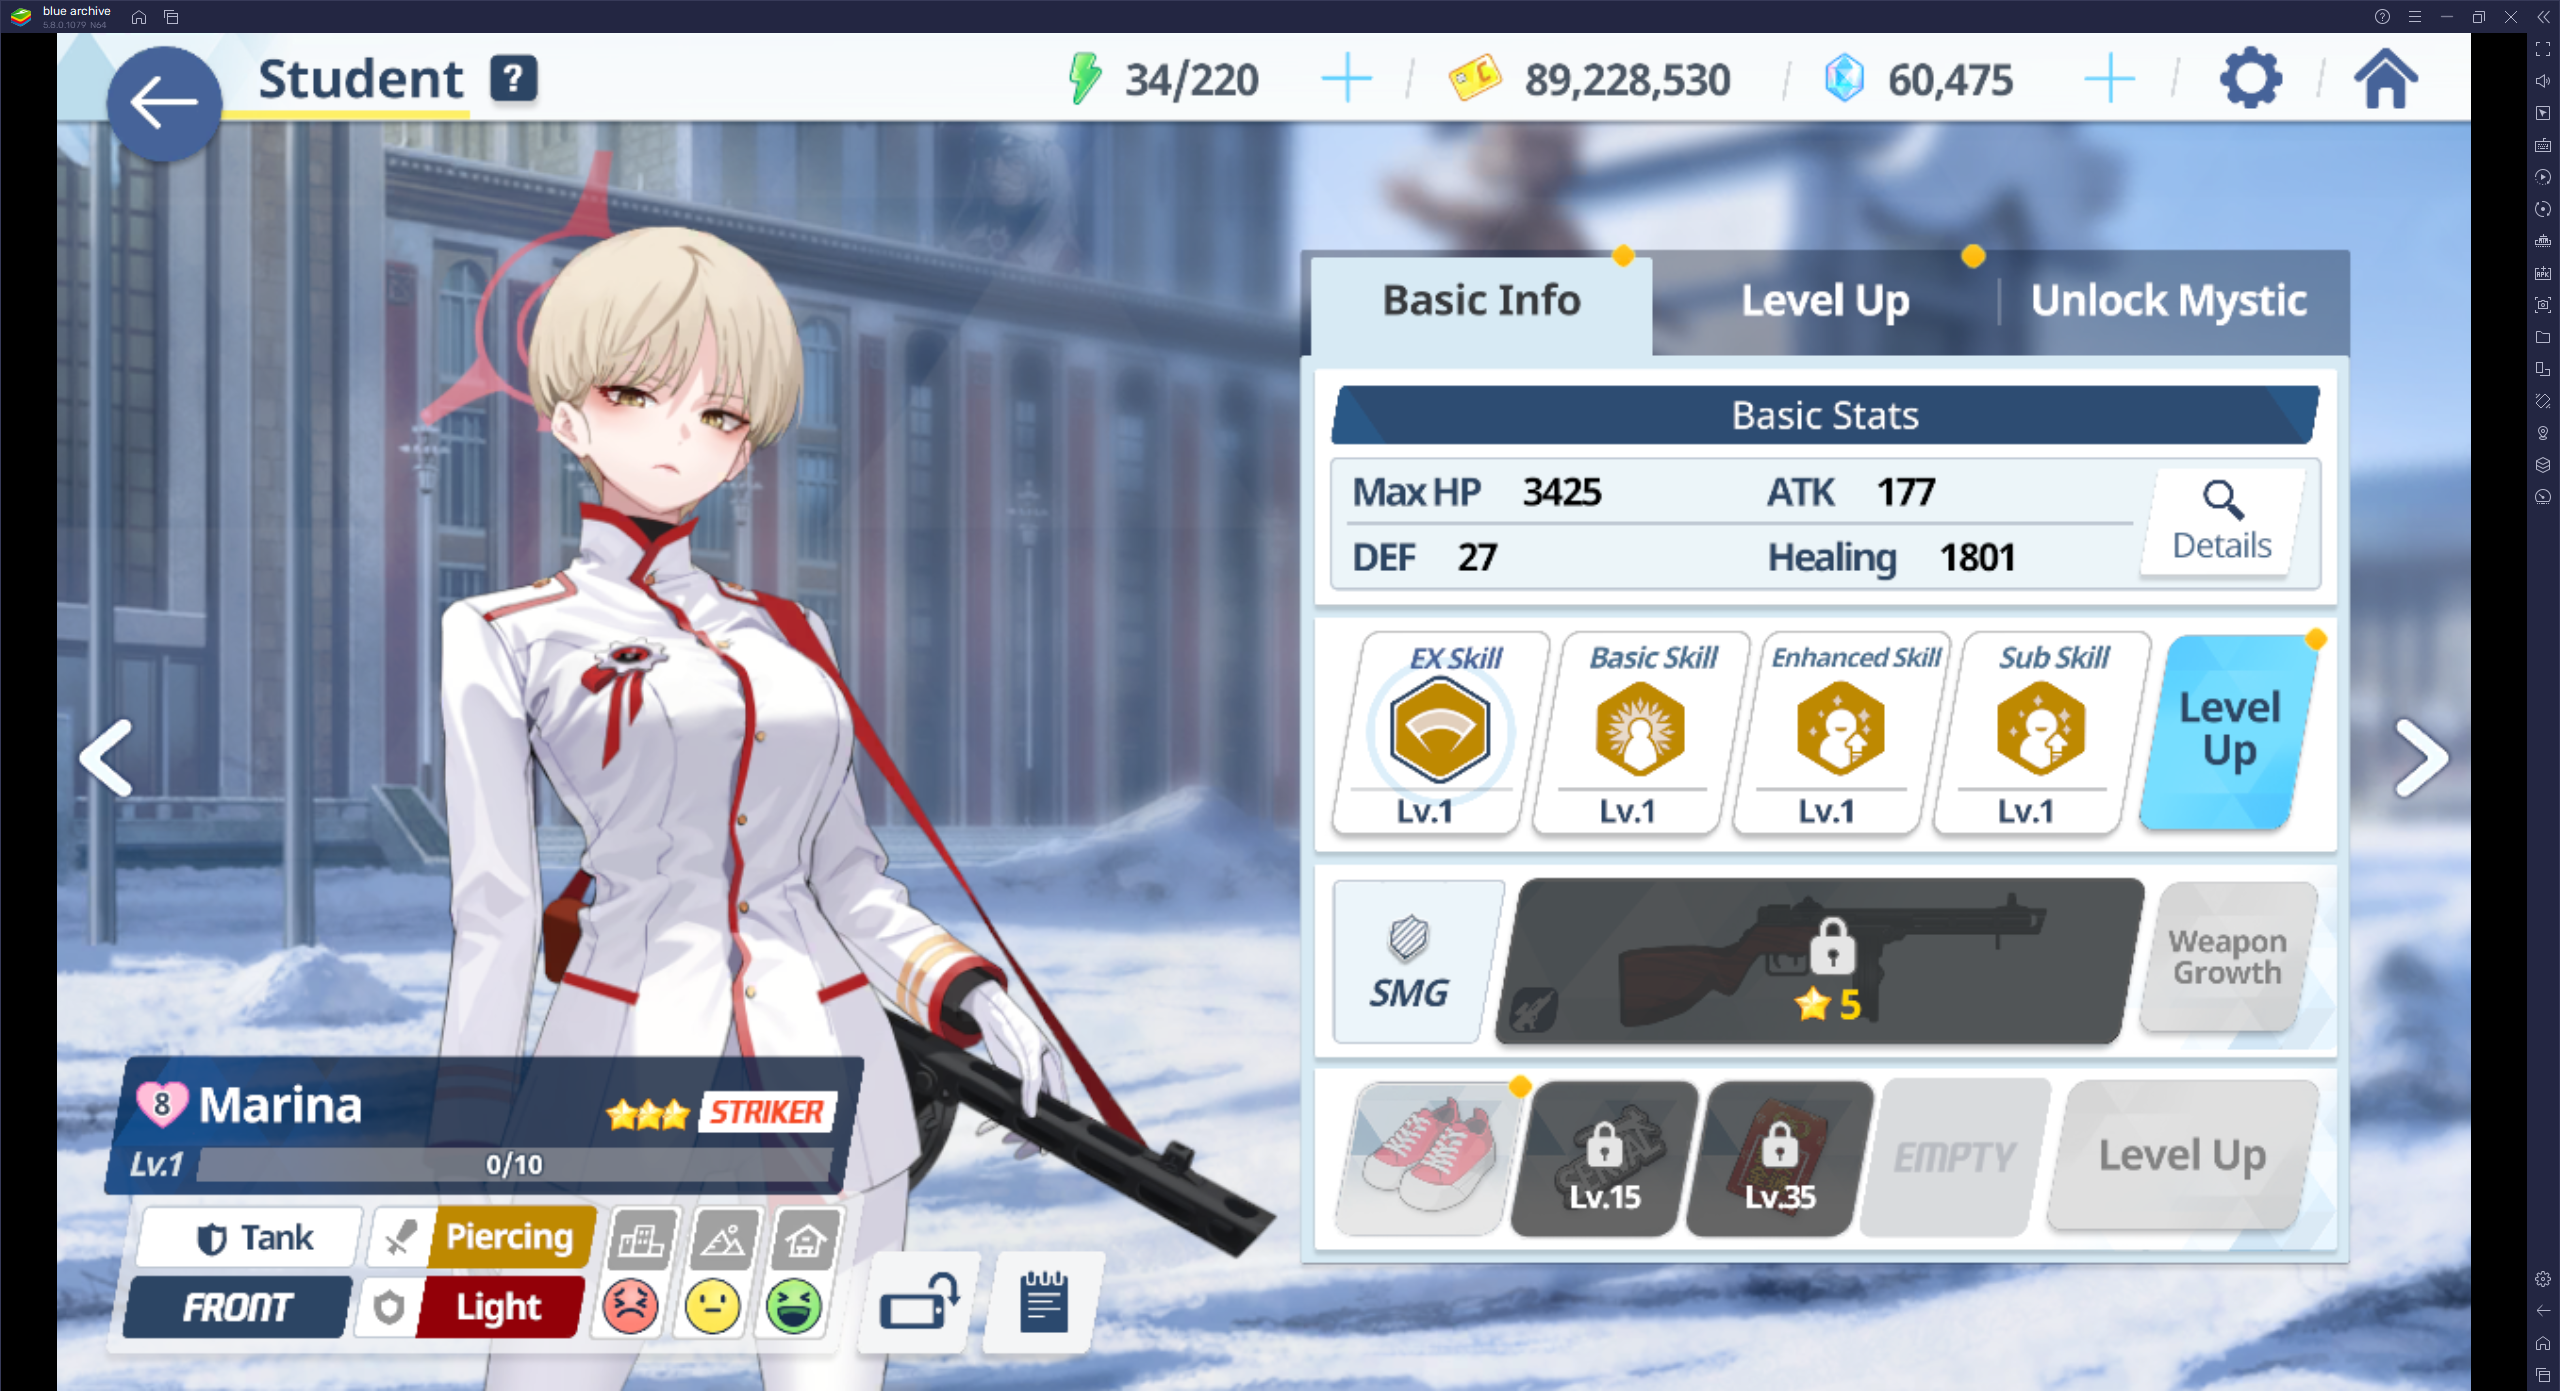 blue archive
5.8.0.1079 N64
Student ?
34/220
89,228,530
60,475
Basic Info
Level Up
Unlock Mystic
Basic Stats
Max HP 3425 ATK 177
DEF 27 Healing 1801
Details
EX Skill
Basic Skill
Enhanced Skill
Sub Skill
Lv.1
Lv.1
Lv.1
Lv.1
Level
Up
SMG
5
Weapon
Growth
8 Marina
STRIKER
Lv.1 0/10
Tank
Piercing
FRONT
Light
Lv.15
Lv.35
EMPTY
Level Up